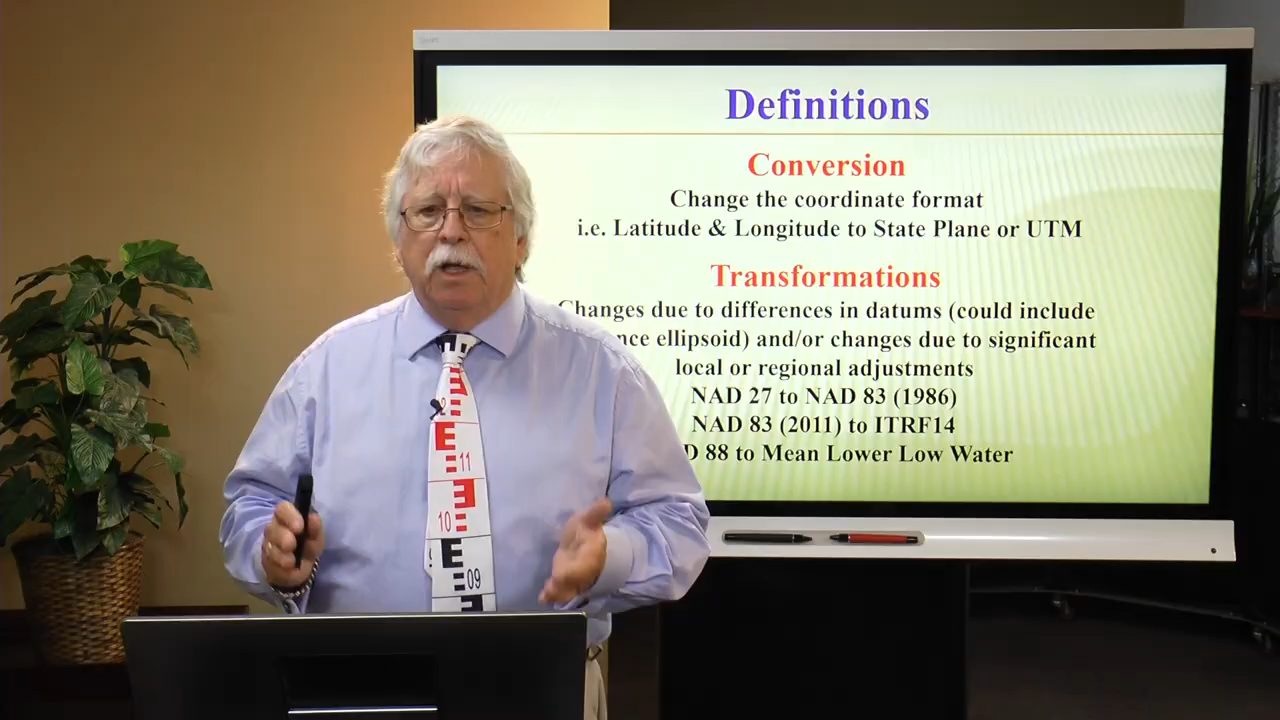 Definitions
Conversion
Change the coordinate format
i.e. Latitude & Longitude to State Plane or UTM
Transformations
Changes due to differences in datums (could include
ellipsoid) and/or changes due to significant
local or regional adjustments
NAD 27 to NAD 83 (1986)
NAD 83 (2011) to ITRF14
88 to Mean Lower Low Water
11
10
09